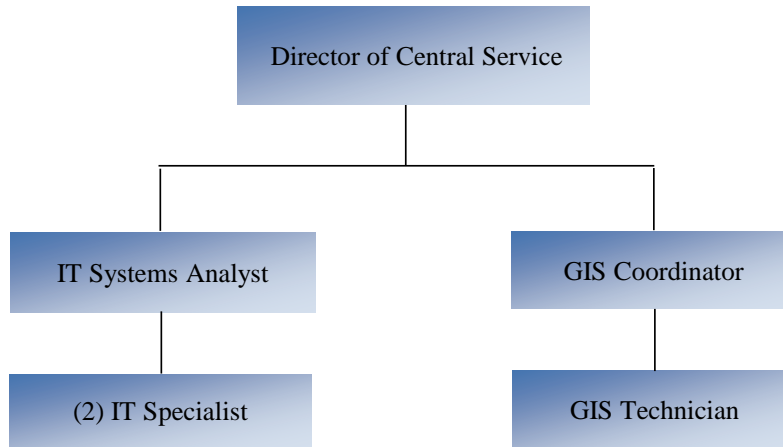 Director of Central Service
IT Systems Analyst
GIS Coordinator
(2) IT Specialist
GIS Technician